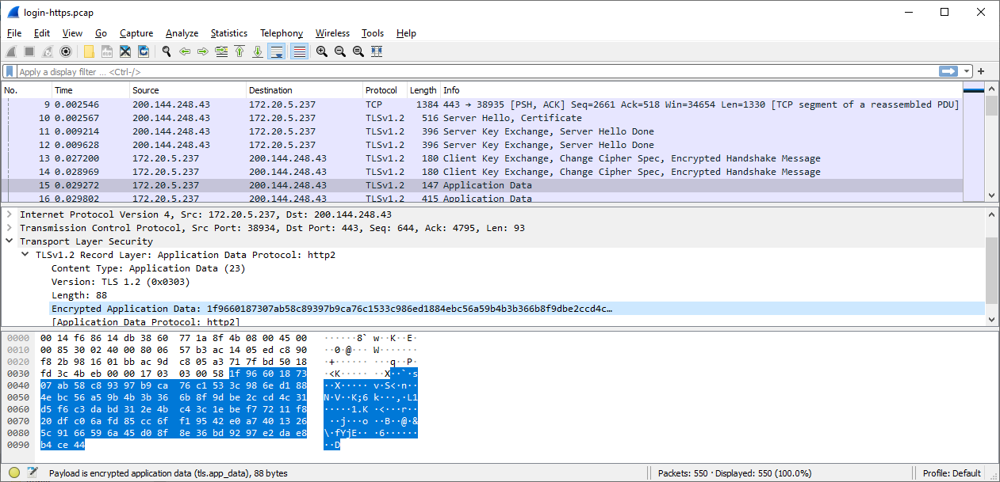 login-https.pcap
File Edit View Go Capture Analyze Statistics Telephony Wireless Tools Help
Apply a display filter ... <Ctrl-/>
No. Time Source Destination Protocol Length Info
9 0.002546 200.144.248.43 172.20.5.237 TCP 1384 443 → 38935 [PSH, ACK] Seq=2661 Ack=518 Win=34654 Len=1330 [TCP segment of a reassembled PDU]
10 0.002567 200.144.248.43 172.20.5.237 TLSv1.2 516 Server Hello, Certificate
11 0.009214 200.144.248.43 172.20.5.237 TLSv1.2 396 Server Key Exchange, Server Hello Done
12 0.009628 200.144.248.43 172.20.5.237 TLSv1.2 396 Server Key Exchange, Server Hello Done
13 0.027200 172.20.5.237 200.144.248.43 TLSv1.2 180 Client Key Exchange, Change Cipher Spec, Encrypted Handshake Message
14 0.028969 172.20.5.237 200.144.248.43 TLSv1.2 180 Client Key Exchange, Change Cipher Spec, Encrypted Handshake Message
15 0.029272 172.20.5.237 200.144.248.43 TLSv1.2 147 Application Data
16 0.029802 172.20.5.237 200.144.248.43 TLSv1.2 415 Application Data
Internet Protocol Version 4, Src: 172.20.5.237, Dst: 200.144.248.43
Transmission Control Protocol, Src Port: 38934, Dst Port: 443, Seq: 644, Ack: 4795, Len: 93
Transport Layer Security
TLSv1.2 Record Layer: Application Data Protocol: http2
Content Type: Application Data (23)
Version: TLS 1.2 (0x0303)
Length: 88
Encrypted Application Data: 1f9660187307ab58c89397b9ca76c1533c986ed1884ebc56a59b4b3b366b8f9dbe2ccd4c…
[Application Data Protocol: http2]
0000 00 14 f6 86 14 db 38 60 77 1a 8f 4b 08 00 45 00 ······8` w··K··E·
0010 00 85 30 02 40 00 80 06 57 b3 ac 14 05 ed c8 90 ··0·@··· W·······
0020 f8 2b 98 16 01 bb ac 9d c8 05 a3 71 7f bd 50 18 ·+······ ···q··P·
0030 fd 3c 4b eb 00 00 17 03 03 00 58 1f 96 60 18 73 ·<K····· ··X··`·s
0040 07 ab 58 c8 93 97 b9 ca 76 c1 53 3c 98 6e d1 88 ··X····· v·S<·n··
0050 4e bc 56 a5 9b 4b 3b 36 6b 8f 9d be 2c cd 4c 31 N·V··K;6 k···,·L1
0060 d5 f6 c3 da bd 31 2e 4b c4 3c 1e be f7 72 11 f8 ·····1.K ·<···r··
0070 20 df c0 6a fd 85 cc 6f f1 95 42 e0 a7 40 13 26 ··j···o ··B··@·&
0080 5c 91 66 59 6a 45 d0 8f 8e 36 bd 92 97 e2 da e8 \·fYjE·· ·6······
0090 b4 ce 44 ··D
Payload is encrypted application data (tls.app_data), 88 bytes Packets: 550 · Displayed: 550 (100.0%) Profile: Default